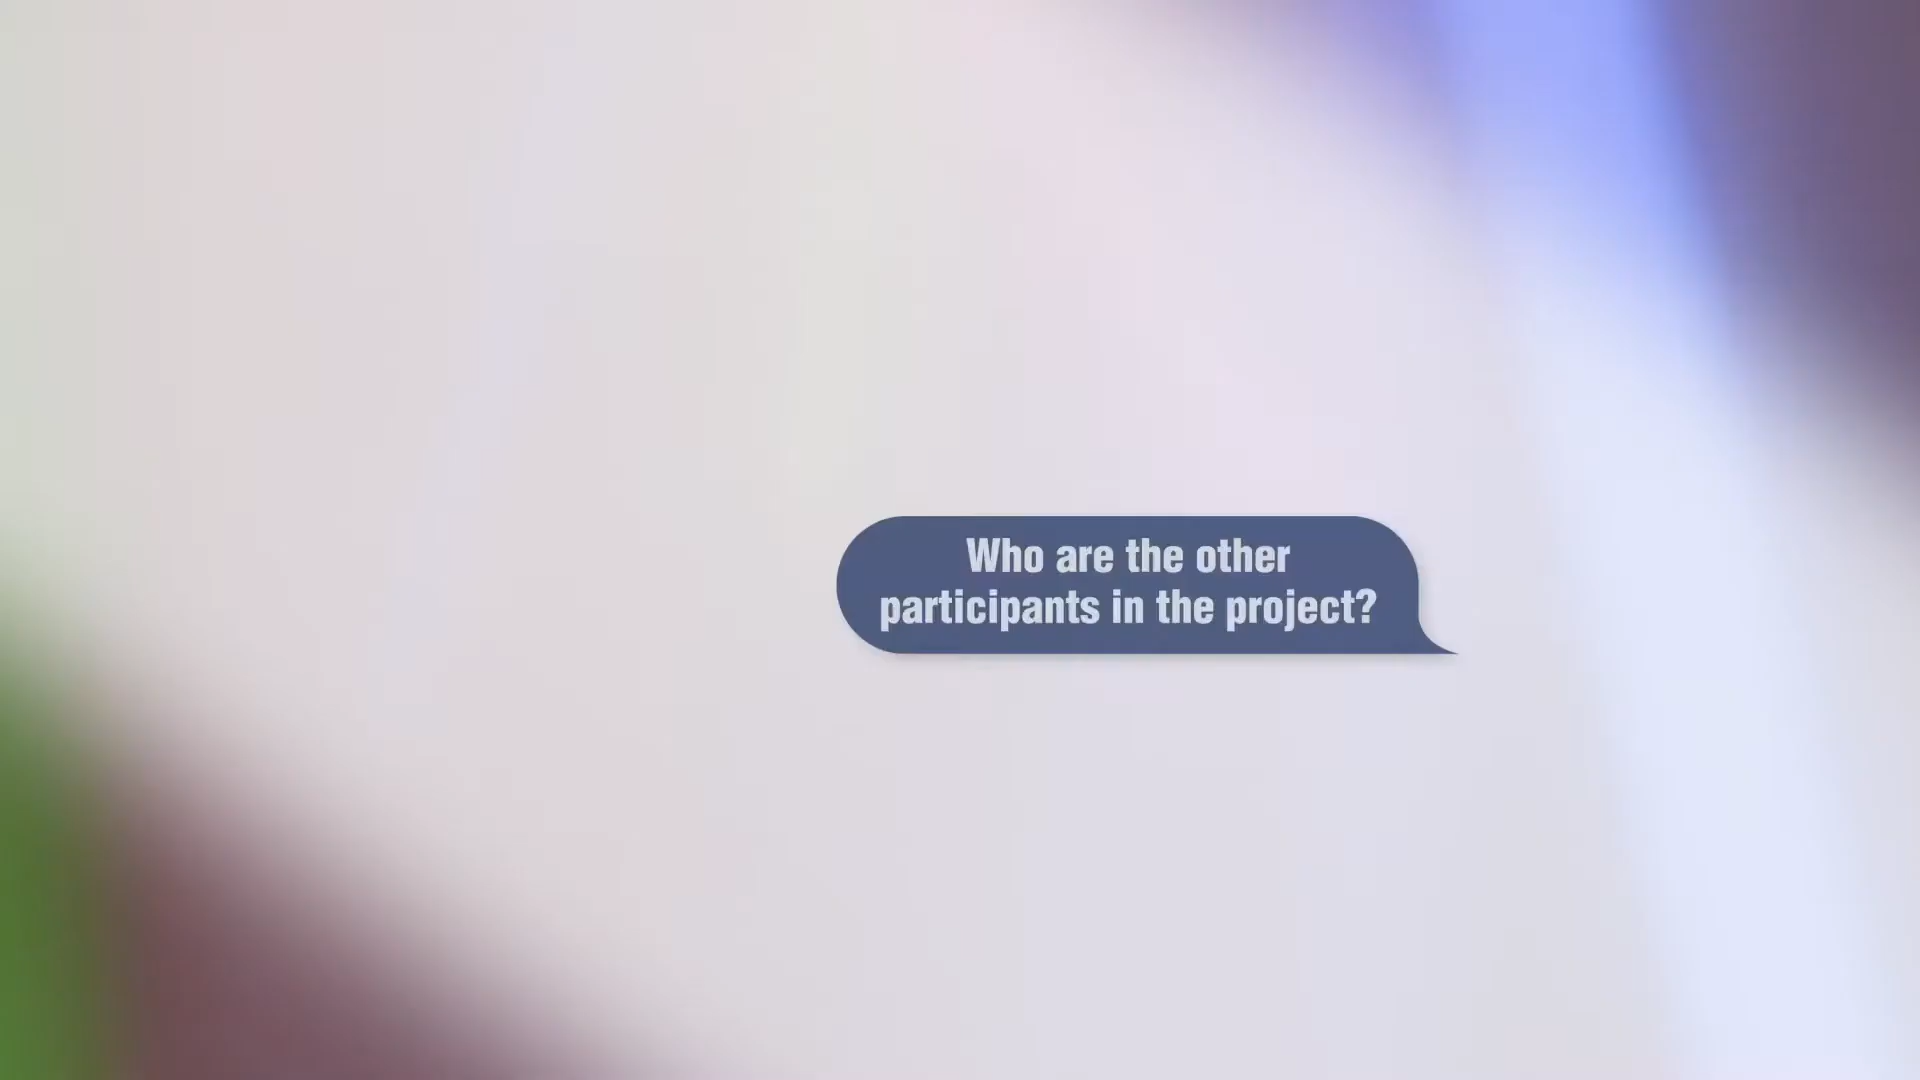 Who are the other
participants in the project?